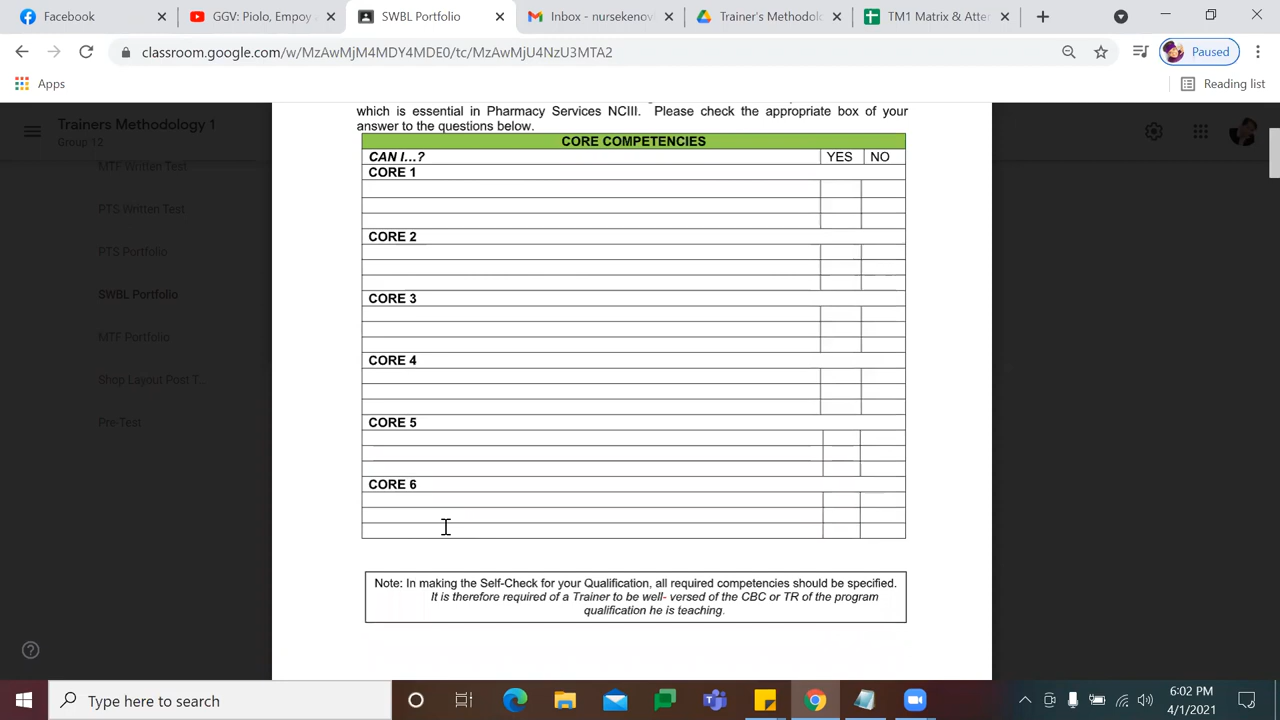 Facebook
GGV: Piolo, Empoy
SWBL Portfolio
Inbox - nursekenov
Trainer's Methodol
TM1 Matrix & Atter
classroom.google.com/w/MzAwMjM4MDY4MDE0/tc/MzAwMjU4NzU3MTA2
Paused
Apps
Reading list
Trainers Methodology 1
Group 12
MTF Written Test
PTS Written Test
PTS Portfolio
SWBL Portfolio
MTF Portfolio
Shop Layout Post T...
Pre-Test
which is essential in Pharmacy Services NCIII. Please check the appropriate box of your
answer to the questions below.
CORE COMPETENCIES
CAN I...? YES NO
CORE 1
CORE 2
CORE 3
CORE 4
CORE 5
CORE 6
Note: In making the Self-Check for your Qualification, all required competencies should be specified.
It is therefore required of a Trainer to be well- versed of the CBC or TR of the program
qualification he is teaching.
Type here to search
6:02 PM
4/1/2021